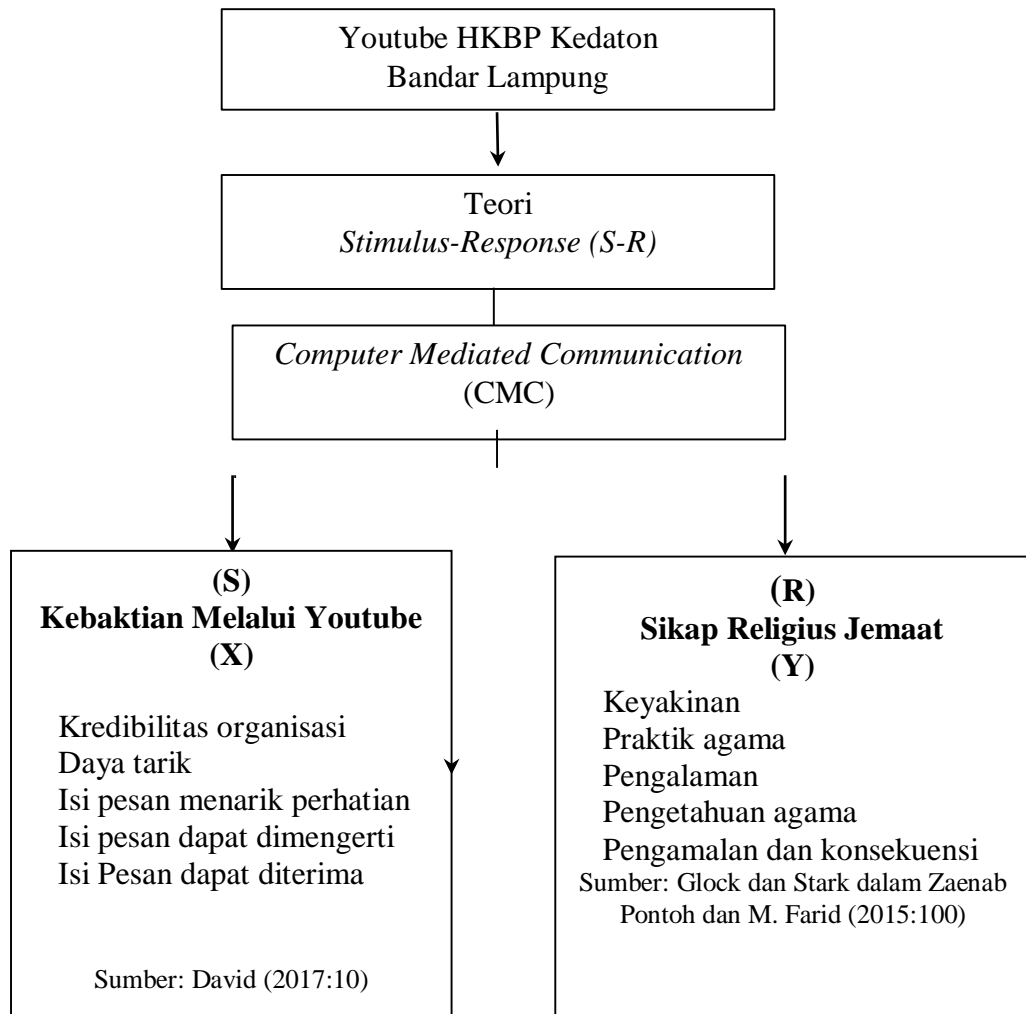 Youtube HKBP Kedaton
Bandar Lampung
Teori
Stimulus-Response (S-R)
Computer Mediated Communication
(CMC)
(S)
Kebaktian Melalui Youtube
(X)
Kredibilitas organisasi
Daya tarik
Isi pesan menarik perhatian
Isi pesan dapat dimengerti
Isi Pesan dapat diterima
Sumber: David (2017:10)
(R)
Sikap Religius Jemaat
(Y)
Keyakinan
Praktik agama
Pengalaman
Pengetahuan agama
Pengamalan dan konsekuensi
Sumber: Glock dan Stark dalam Zaenab
Pontoh dan M. Farid (2015:100)